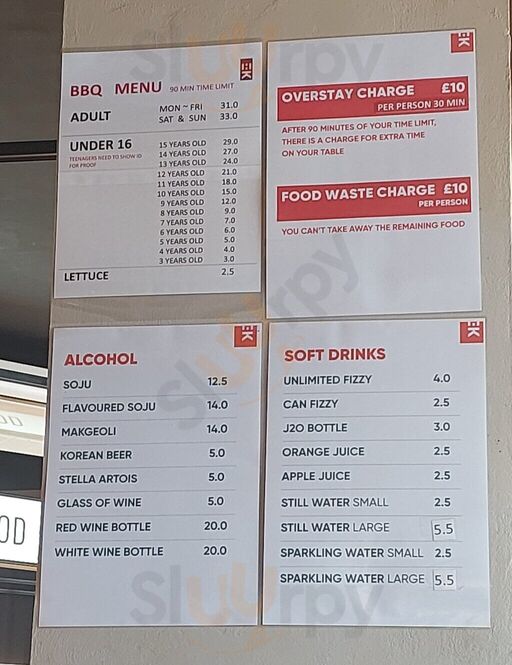 BBQ MENU 90 MIN TIME LIMIT
ADULT MON ~ FRI 31.0
SAT & SUN 33.0
UNDER 16 15 YEARS OLD 29.0
TEENAGERS NEED TO SHOW ID 14 YEARS OLD 27.0
FOR PROOF 13 YEARS OLD 24.0
12 YEARS OLD 21.0
11 YEARS OLD 18.0
10 YEARS OLD 15.0
9 YEARS OLD 12.0
8 YEARS OLD 9.0
7 YEARS OLD 7.0
6 YEARS OLD 6.0
5 YEARS OLD 5.0
4 YEARS OLD 4.0
3 YEARS OLD 3.0
LETTUCE 2.5
OVERSTAY CHARGE £10
PER PERSON 30 MIN
AFTER 90 MINUTES OF YOUR TIME LIMIT,
THERE IS A CHARGE FOR EXTRA TIME
ON YOUR TABLE
FOOD WASTE CHARGE £10
PER PERSON
YOU CAN'T TAKE AWAY THE REMAINING FOOD
ALCOHOL
SOJU 12.5
FLAVOURED SOJU 14.0
MAKGEOLI 14.0
KOREAN BEER 5.0
STELLA ARTOIS 5.0
GLASS OF WINE 5.0
RED WINE BOTTLE 20.0
WHITE WINE BOTTLE 20.0
SOFT DRINKS
UNLIMITED FIZZY 4.0
CAN FIZZY 2.5
J2O BOTTLE 3.0
ORANGE JUICE 2.5
APPLE JUICE 2.5
STILL WATER SMALL 2.5
STILL WATER LARGE 5.5
SPARKLING WATER SMALL 2.5
SPARKLING WATER LARGE 5.5
OD
Sluurpy
Sluurpy
Sluurpy
Sluurpy